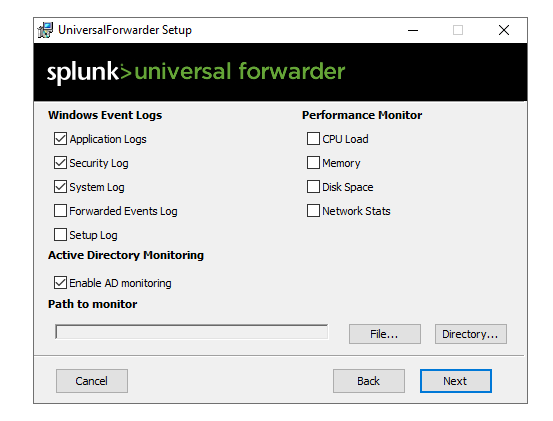 UniversalForwarder Setup
splunk>universal forwarder
Windows Event Logs
Application Logs
Security Log
System Log
Forwarded Events Log
Setup Log
Performance Monitor
CPU Load
Memory
Disk Space
Network Stats
Active Directory Monitoring
Enable AD monitoring
Path to monitor
File...
Directory...
Cancel
Back
Next